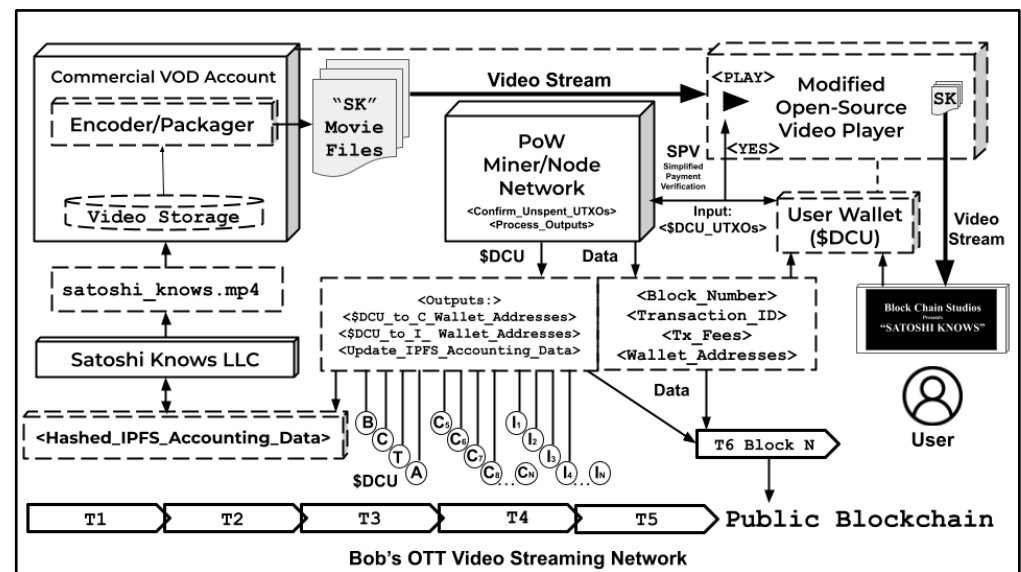 Commercial VOD Account
Encoder/Packager
Video Storage
satoshi_knows.mp4
Satoshi Knows LLC
<Hashed_IPFS_Accounting_Data>
"SK"
Movie
Files
Video Stream
PoW
Miner/Node
Network
<Confirm_Unspent_UTXOs>
<Process_Outputs>
SPV
Simplified
Payment
Verification
<PLAY>
<YES>
Modified
Open-Source
Video Player
SK
Input:
<$DCU_UTXOs>
User Wallet
($DCU)
Video
Stream
$DCU
Data
<Outputs:>
<$DCU_to_C_Wallet_Addresses>
<$DCU_to_I_ Wallet_Addresses>
<Update_IPFS_Accounting_Data>
<Block_Number>
<Transaction_ID>
<Tx_Fees>
<Wallet_Addresses>
Block Chain Studios
Presents
"SATOSHI KNOWS"
User
Data
B
C
T
A
C5
C6
C7
C8
...
CN
I1
I2
I3
I4
...
IN
$DCU
T6 Block N
T1
T2
T3
T4
T5
Public Blockchain
Bob's OTT Video Streaming Network